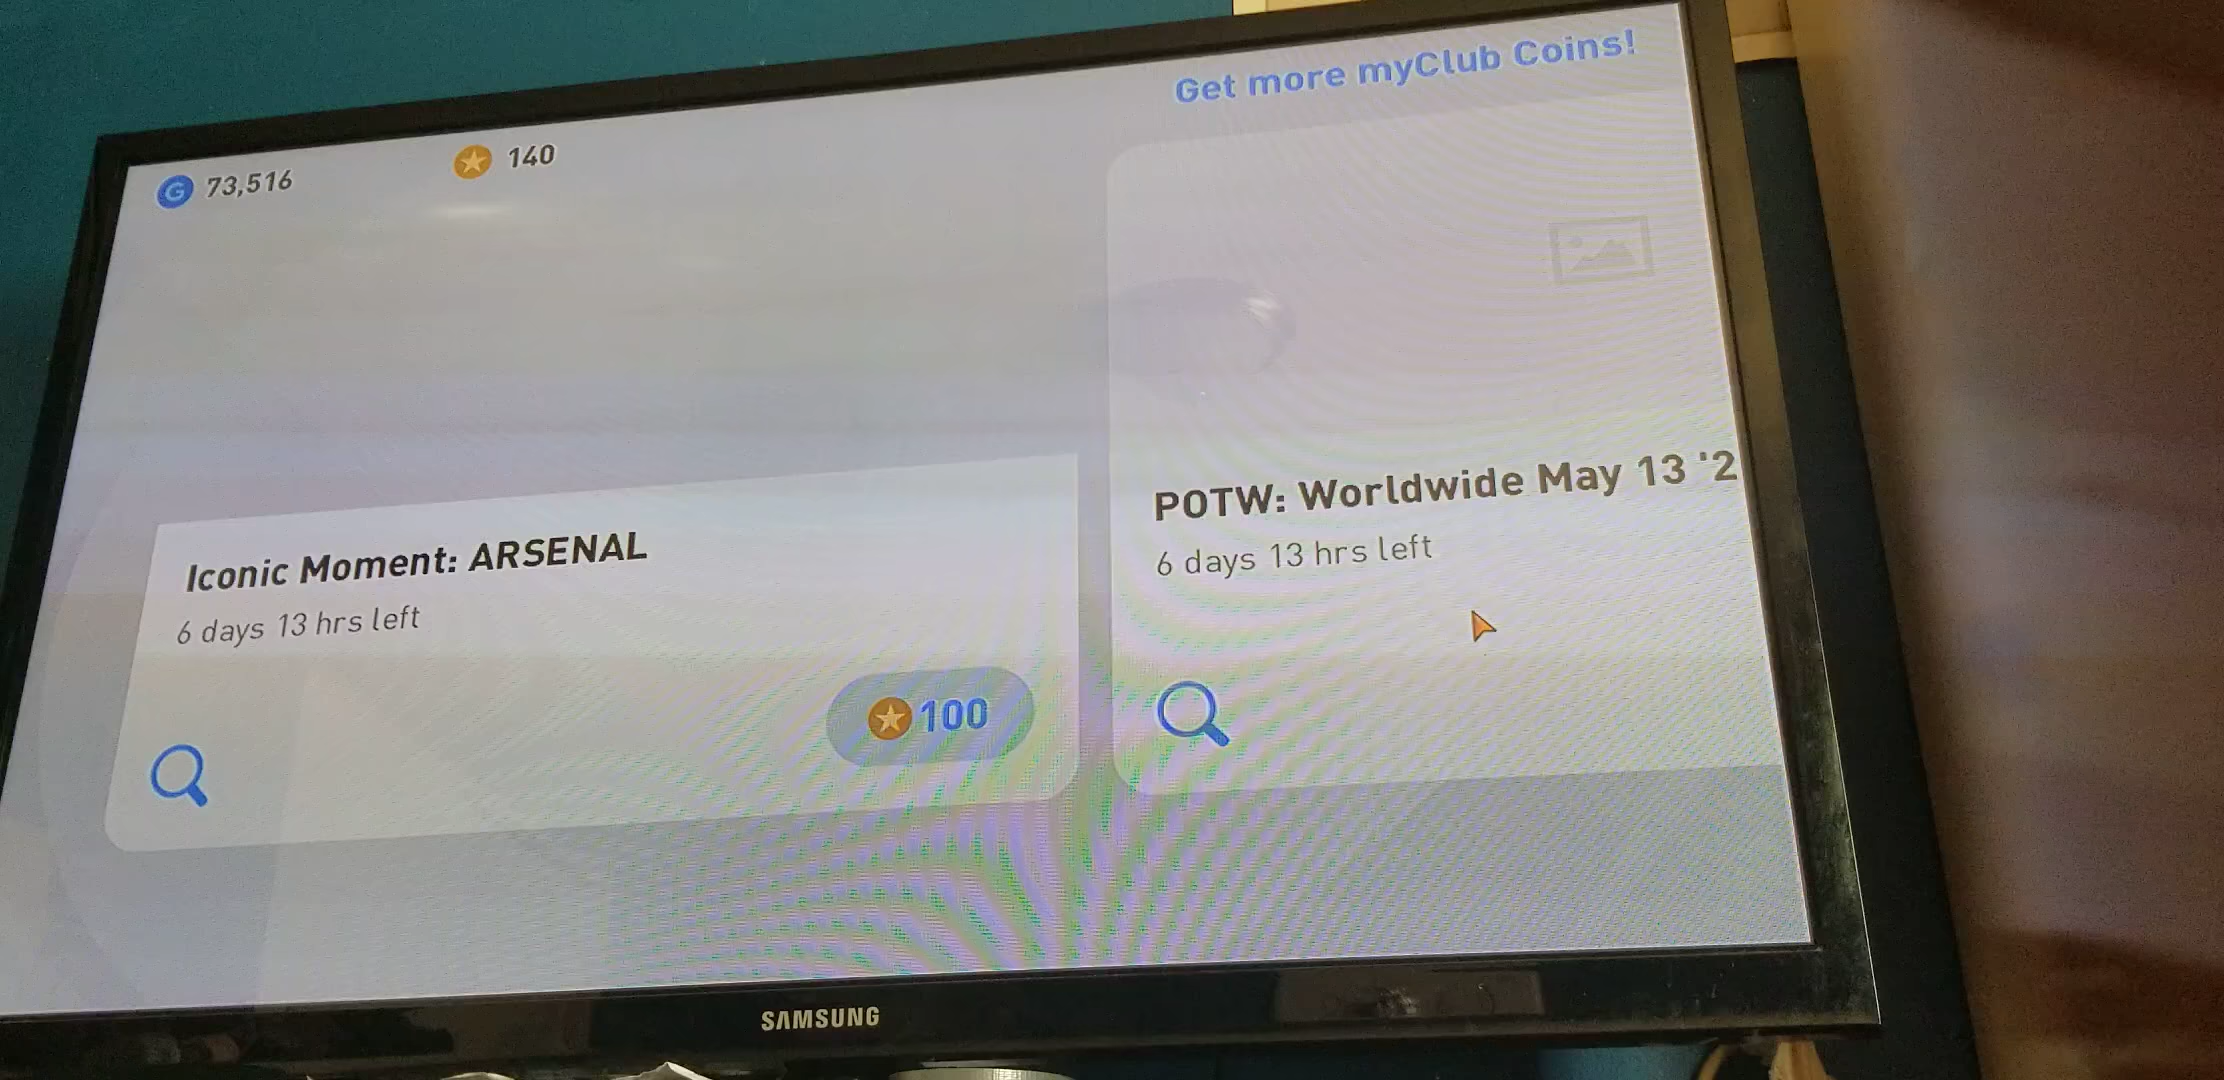 Get more myClub Coins!
G 73,516
140
Iconic Moment: ARSENAL
6 days 13 hrs left
100
POTW: Worldwide May 13 '2
6 days 13 hrs left
SAMSUNG